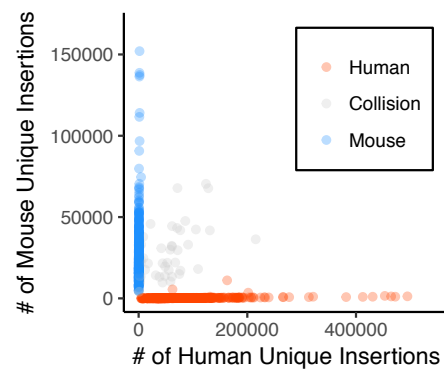 # of Mouse Unique Insertions
150000
100000
50000
0
Human
Collision
Mouse
0
200000
400000
# of Human Unique Insertions